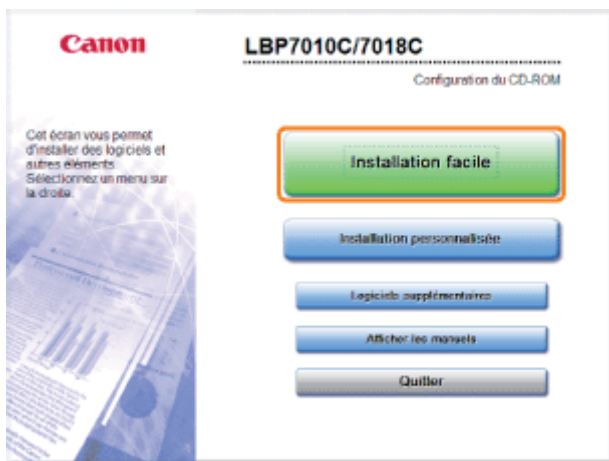 Canon
LBP7010C/7018C
Configuration du CD-ROM
Cet écran vous permet
d'installer des logiciels et
autres éléments.
Sélectionnez un menu sur
la droite.
Installation facile
Installation personnalisée
Logiciels supplémentaires
Afficher les manuels
Quitter